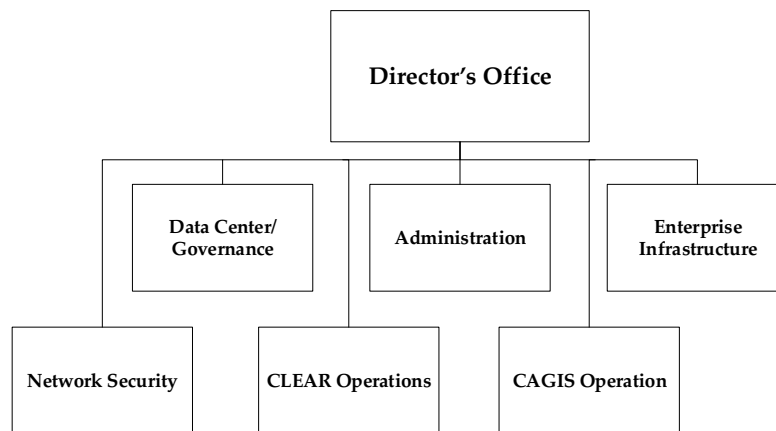 Director’s Office
Data Center/
Governance
Administration
Enterprise
Infrastructure
Network Security
CLEAR Operations
CAGIS Operation